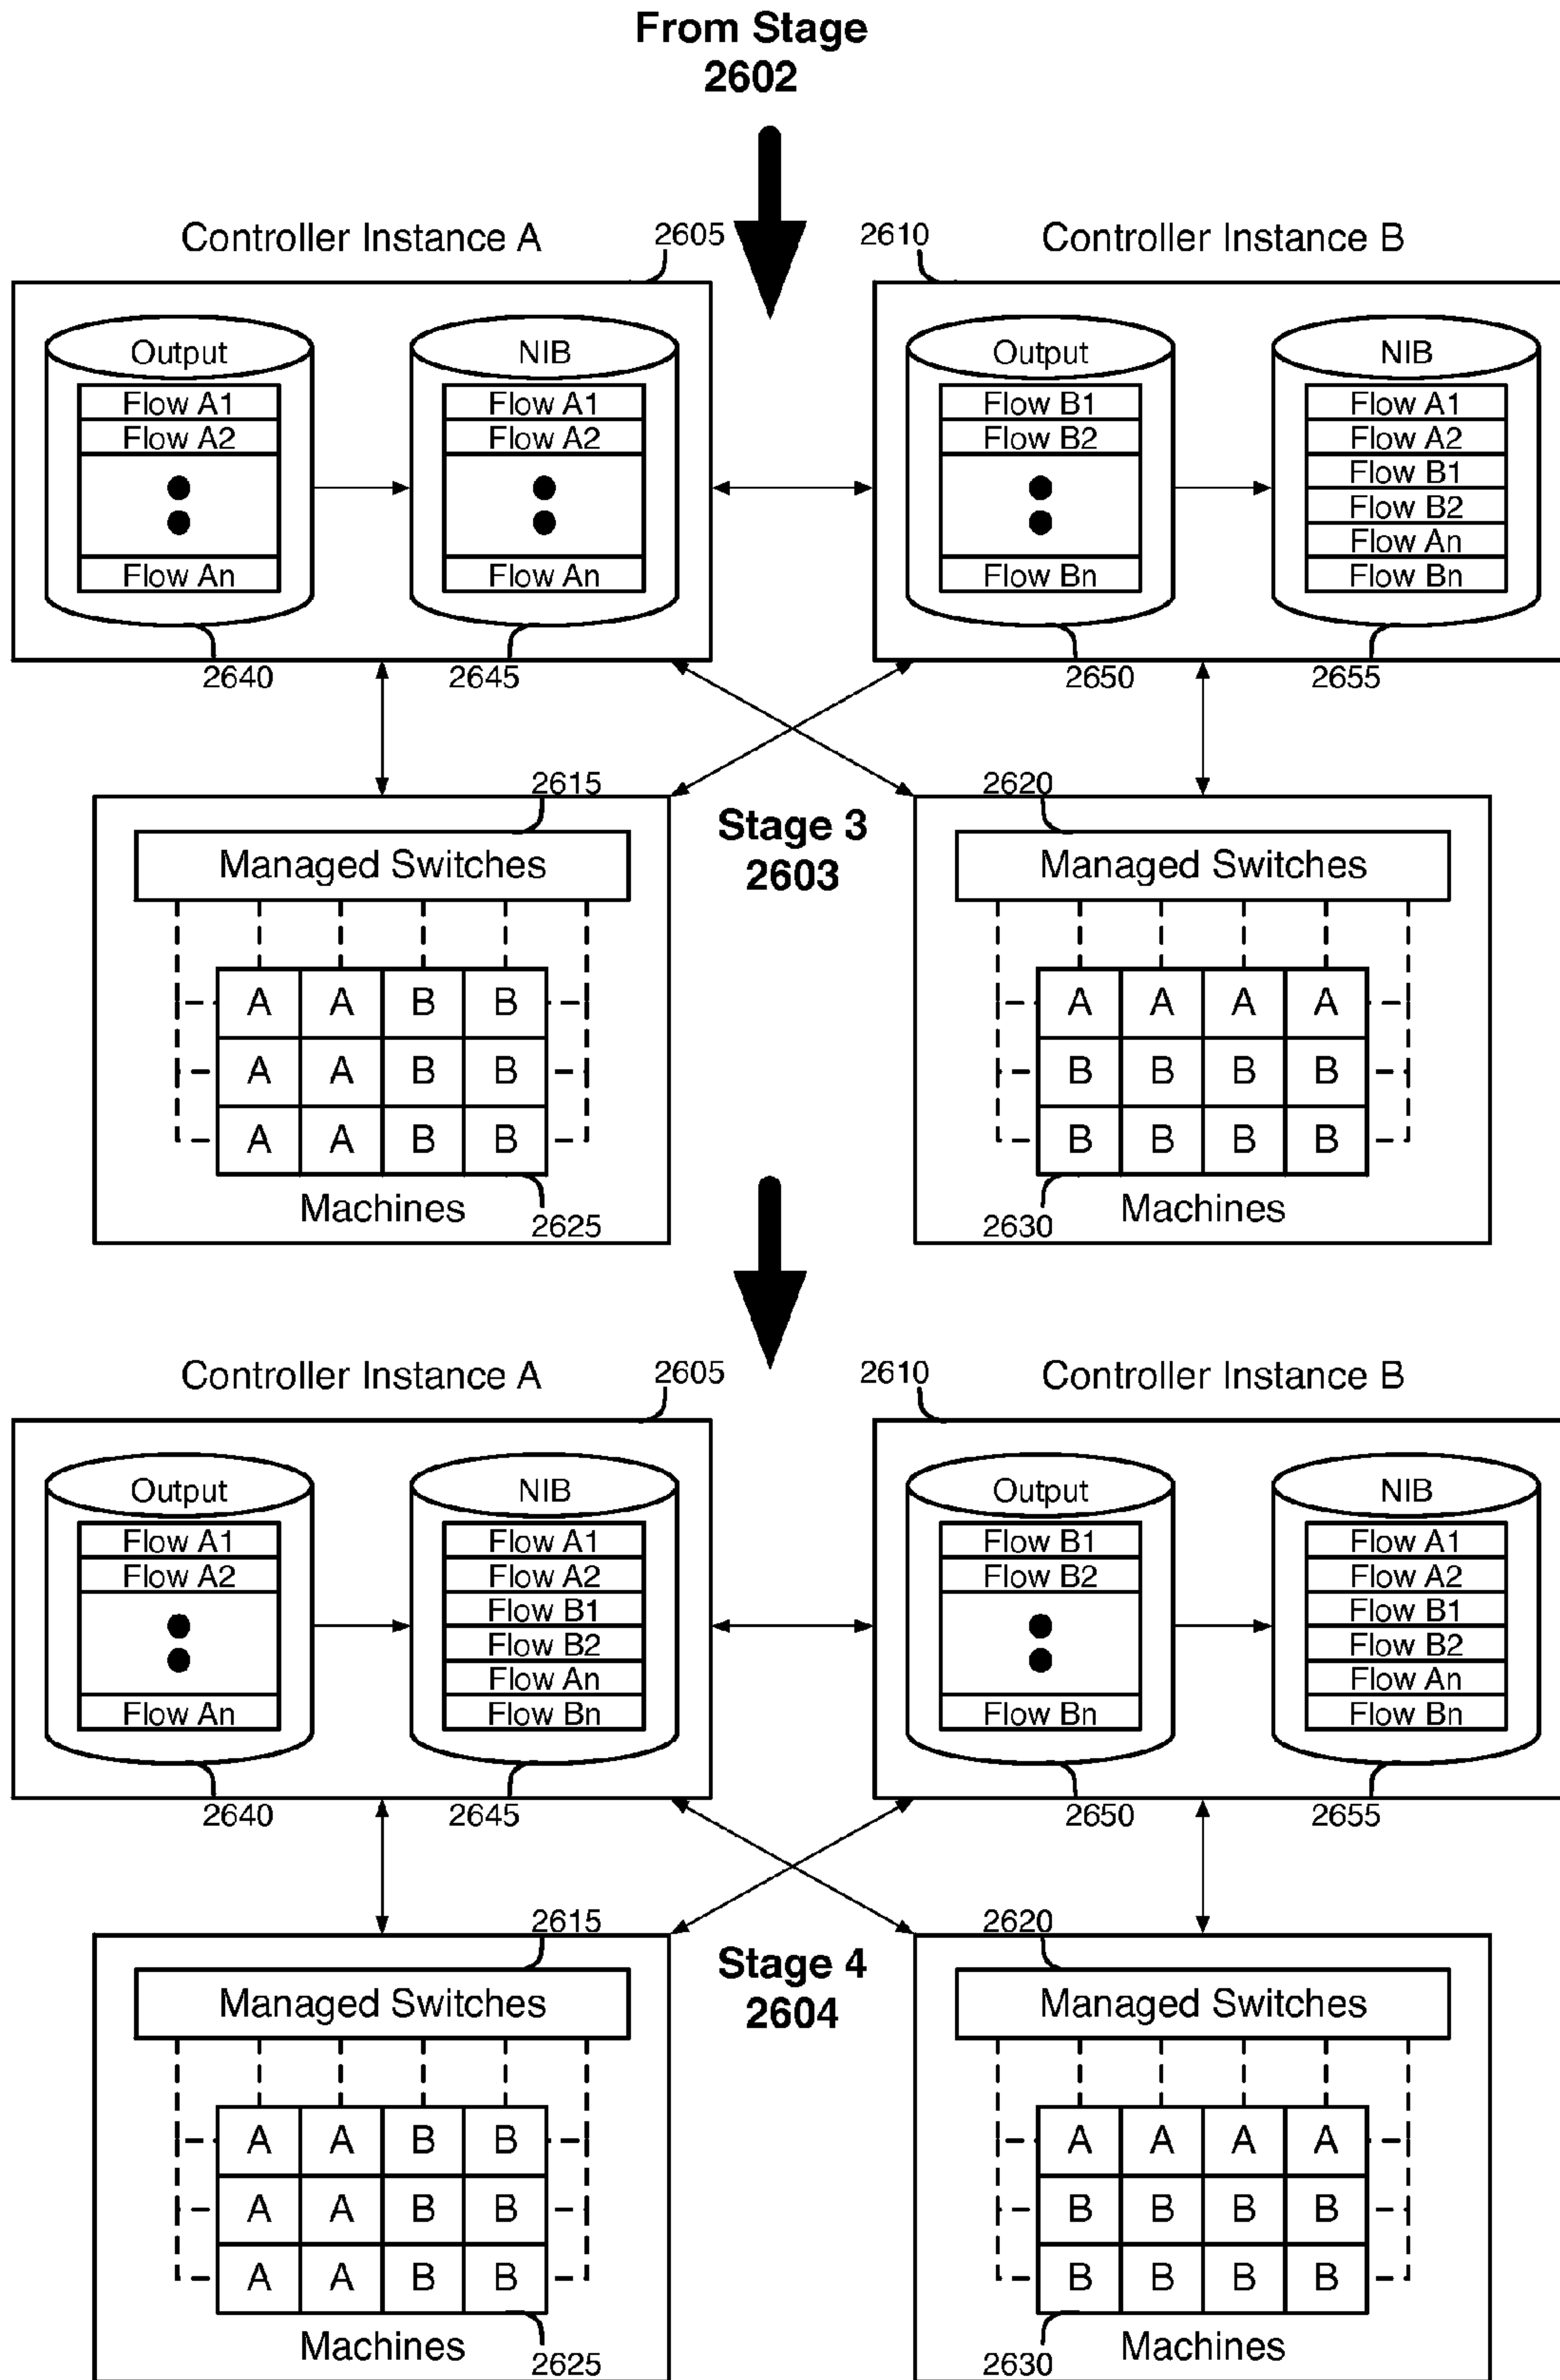 From Stage
2602
Controller Instance A
2605
2610
Controller Instance B
Output
Flow A1
Flow A2
Flow An
NIB
Flow A1
Flow A2
Flow An
Output
Flow B1
Flow B2
Flow Bn
NIB
Flow A1
Flow A2
Flow B1
Flow B2
Flow An
Flow Bn
2640
2645
2650
2655
2615
Managed Switches
A A B B
A A B B
A A B B
Machines
2625
Stage 3
2603
2620
Managed Switches
A A A A
B B B B
B B B B
2630
Machines
Controller Instance A
2605
2610
Controller Instance B
Output
Flow A1
Flow A2
Flow An
NIB
Flow A1
Flow A2
Flow B1
Flow B2
Flow An
Flow Bn
Output
Flow B1
Flow B2
Flow Bn
NIB
Flow A1
Flow A2
Flow B1
Flow B2
Flow An
Flow Bn
2640
2645
2650
2655
2615
Managed Switches
A A B B
A A B B
A A B B
Machines
2625
Stage 4
2604
2620
Managed Switches
A A A A
B B B B
B B B B
2630
Machines